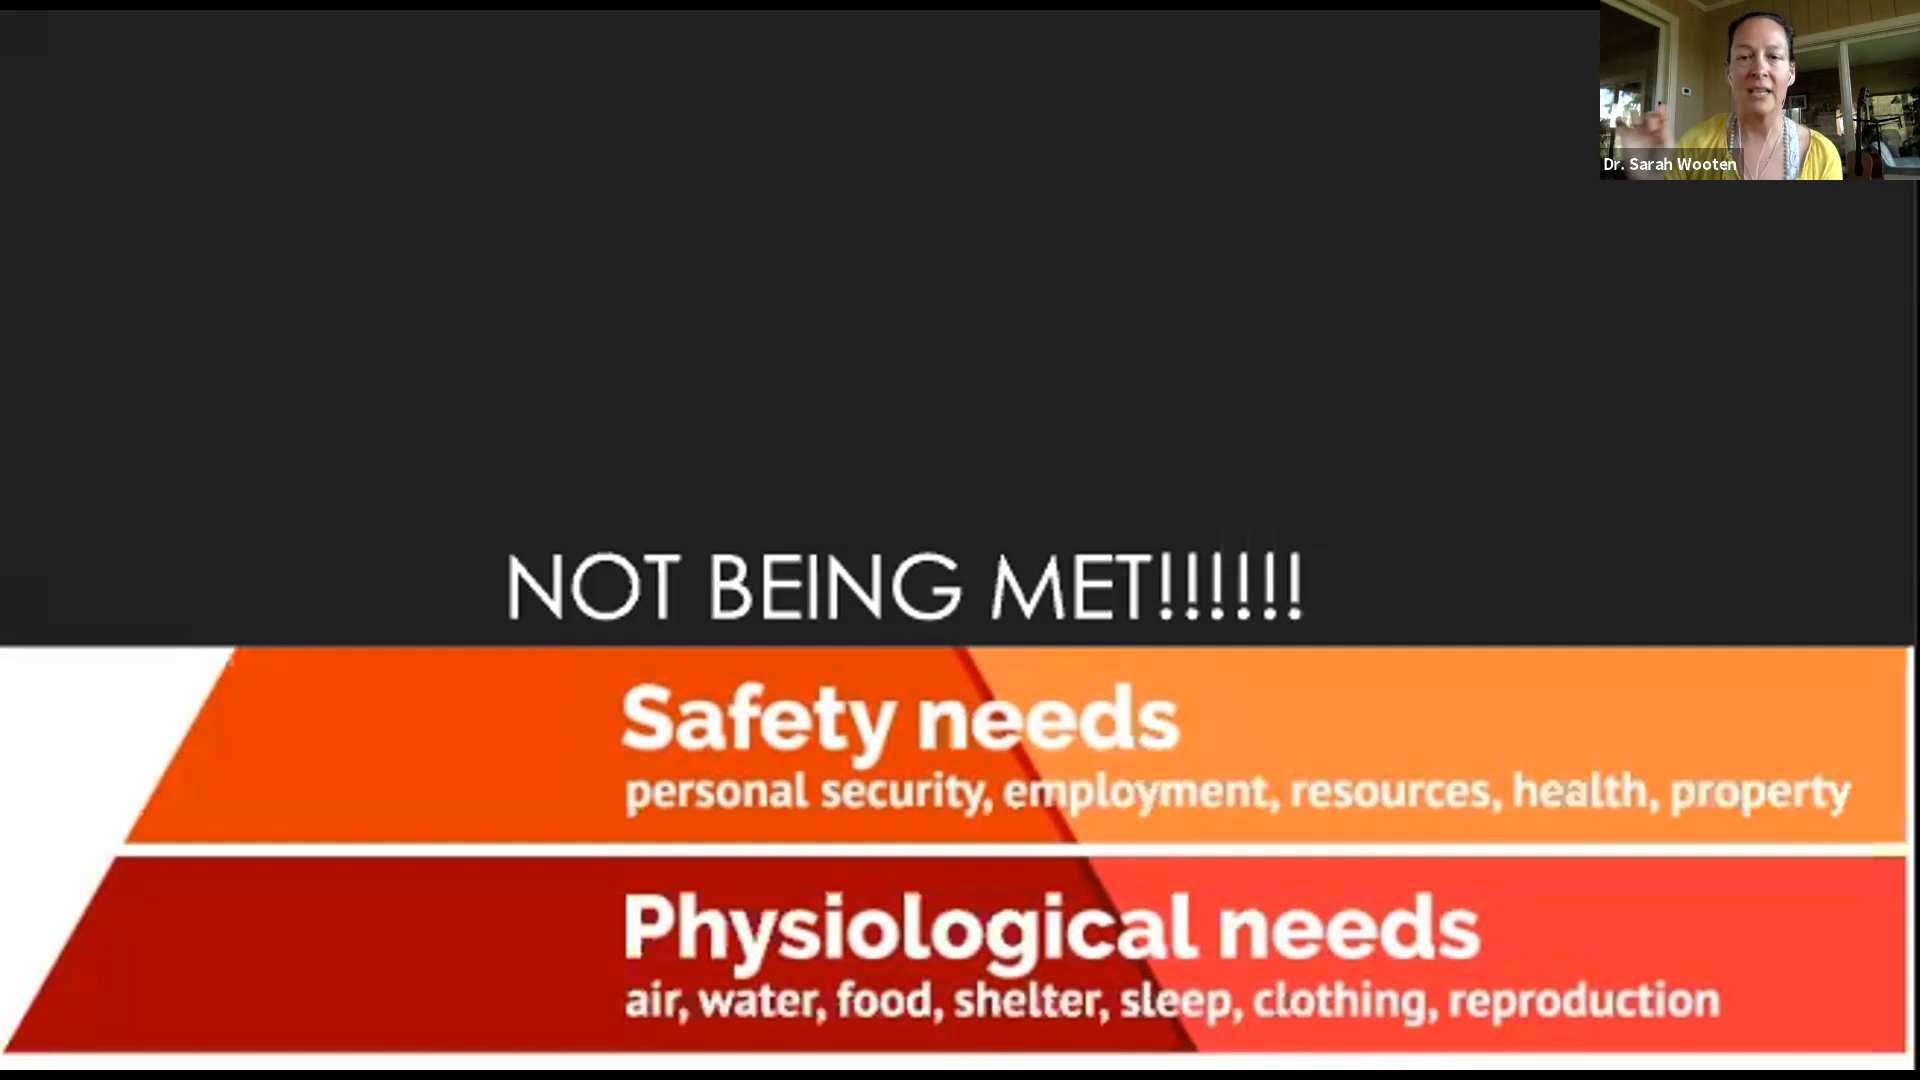 Dr. Sarah Wooten
NOT BEING MET!!!!!!
Safety needs
personal security, employment, resources, health, property
Physiological needs
air, water, food, shelter, sleep, clothing, reproduction